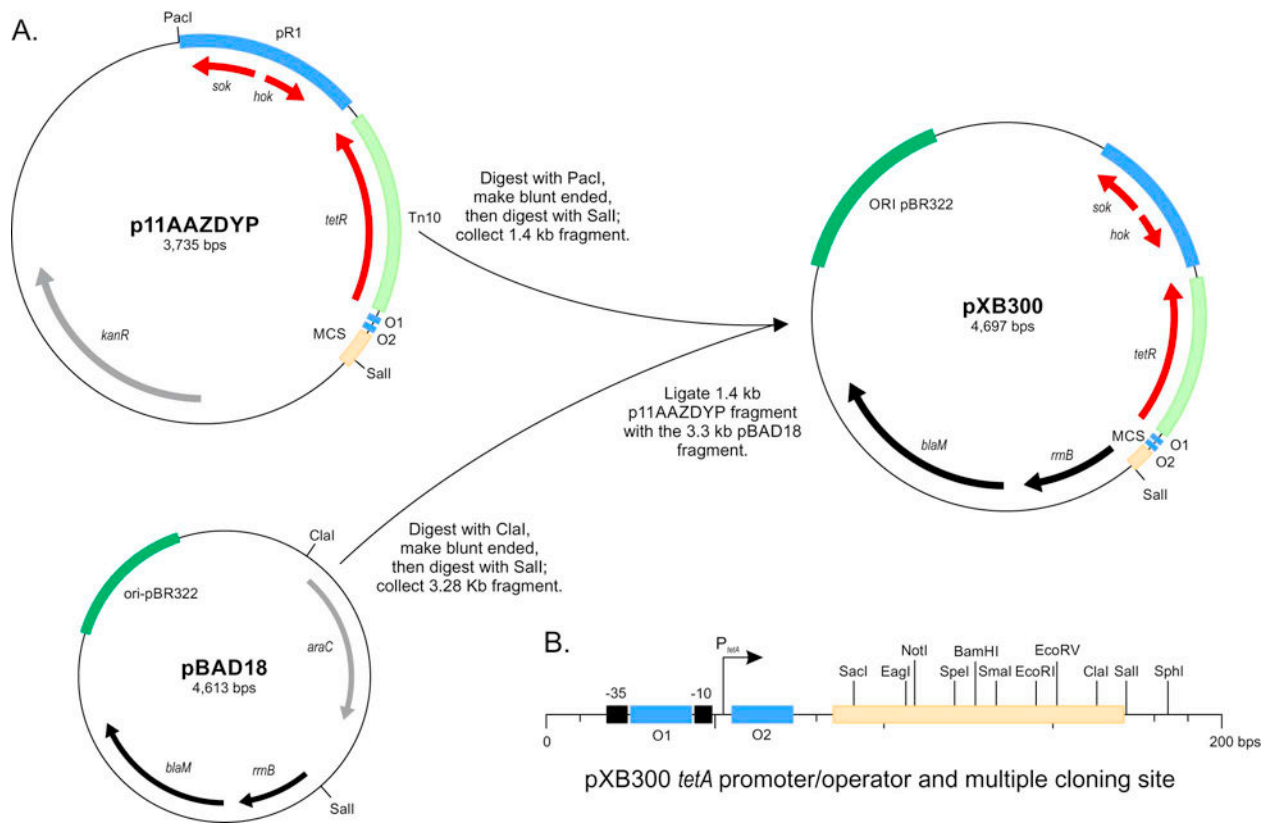 A.
PacI
pR1
sok
hok
p11AAZDYP
3,735 bps
tetR
Tn10
kanR
MCS
O1
O2
SalI
Digest with PacI,
make blunt ended,
then digest with SalI;
collect 1.4 kb fragment.
ORI pBR322
sok
hok
pXB300
4,697 bps
tetR
blaM
rrnB
MCS
O1
O2
SalI
Ligate 1.4 kb
p11AAZDYP fragment
with the 3.3 kb pBAD18
fragment.
Digest with ClaI,
make blunt ended,
then digest with SalI;
collect 3.28 Kb fragment.
ClaI
ori-pBR322
araC
pBAD18
4,613 bps
blaM
rrnB
SalI
B.
PtetA
NotI
BamHI
EcoRV
SacI
EagI
SpeI
SmaI
EcoRI
ClaI
SalI
SphI
-35
-10
O1
O2
0
200 bps
pXB300 tetA promoter/operator and multiple cloning site